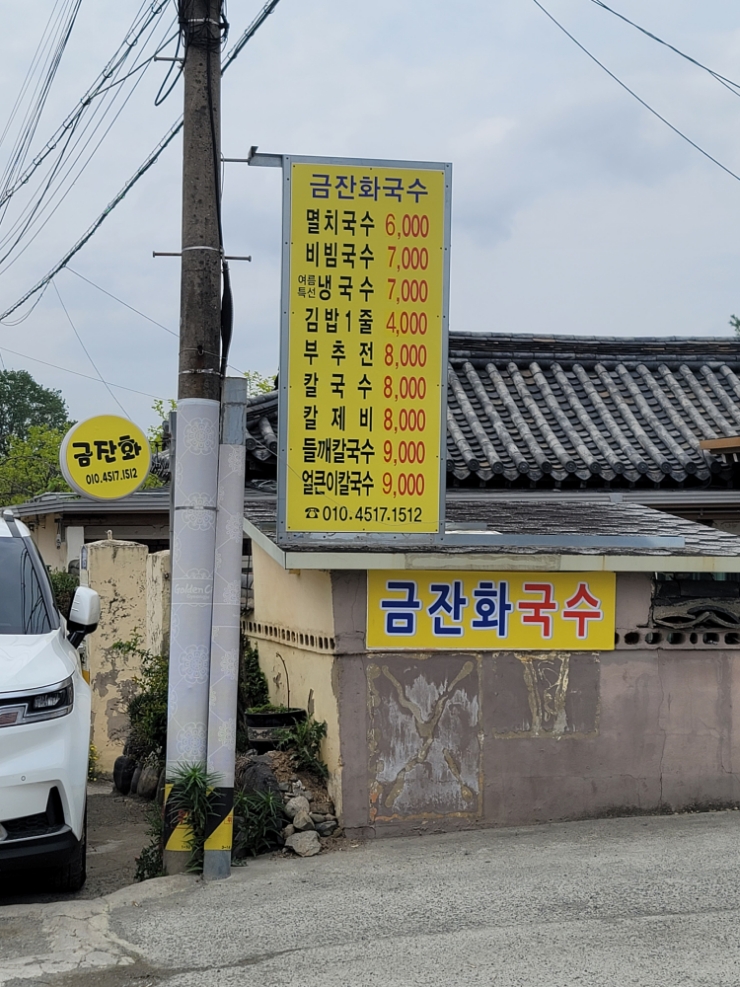 금잔화국수
멸치국수 6,000
비빔국수 7,000
여름특선 냉국수 7,000
김밥1줄 4,000
부추전 8,000
칼국수 8,000
칼제비 8,000
들깨칼국수 9,000
얼큰이칼국수 9,000
☎010.4517.1512
금잔화
010.4517.1512
금잔화국수